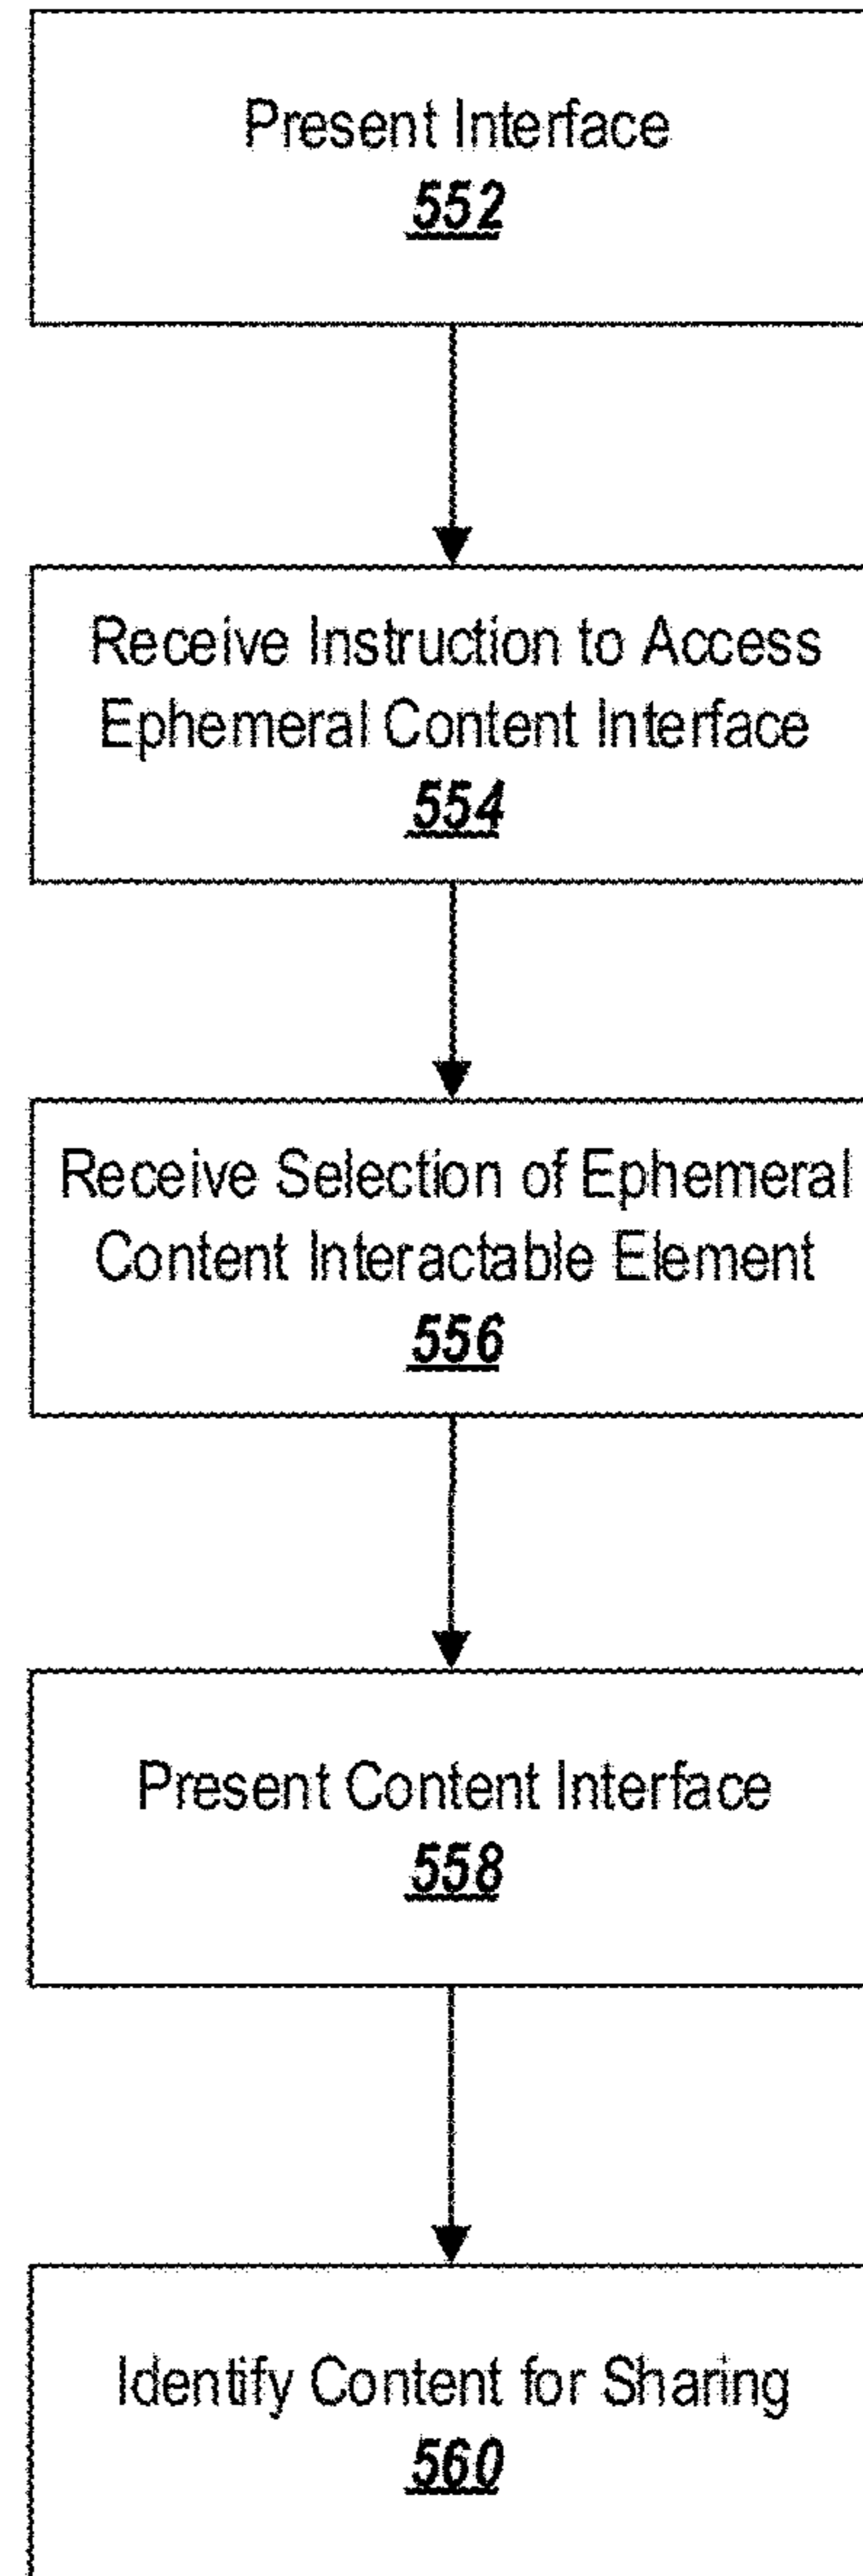 Present Interface
552
Receive Instruction to Access
Ephemeral Content Interface
554
Receive Selection of Ephemeral
Content Interactable Element
556
Present Content Interface
558
Identify Content for Sharing
560